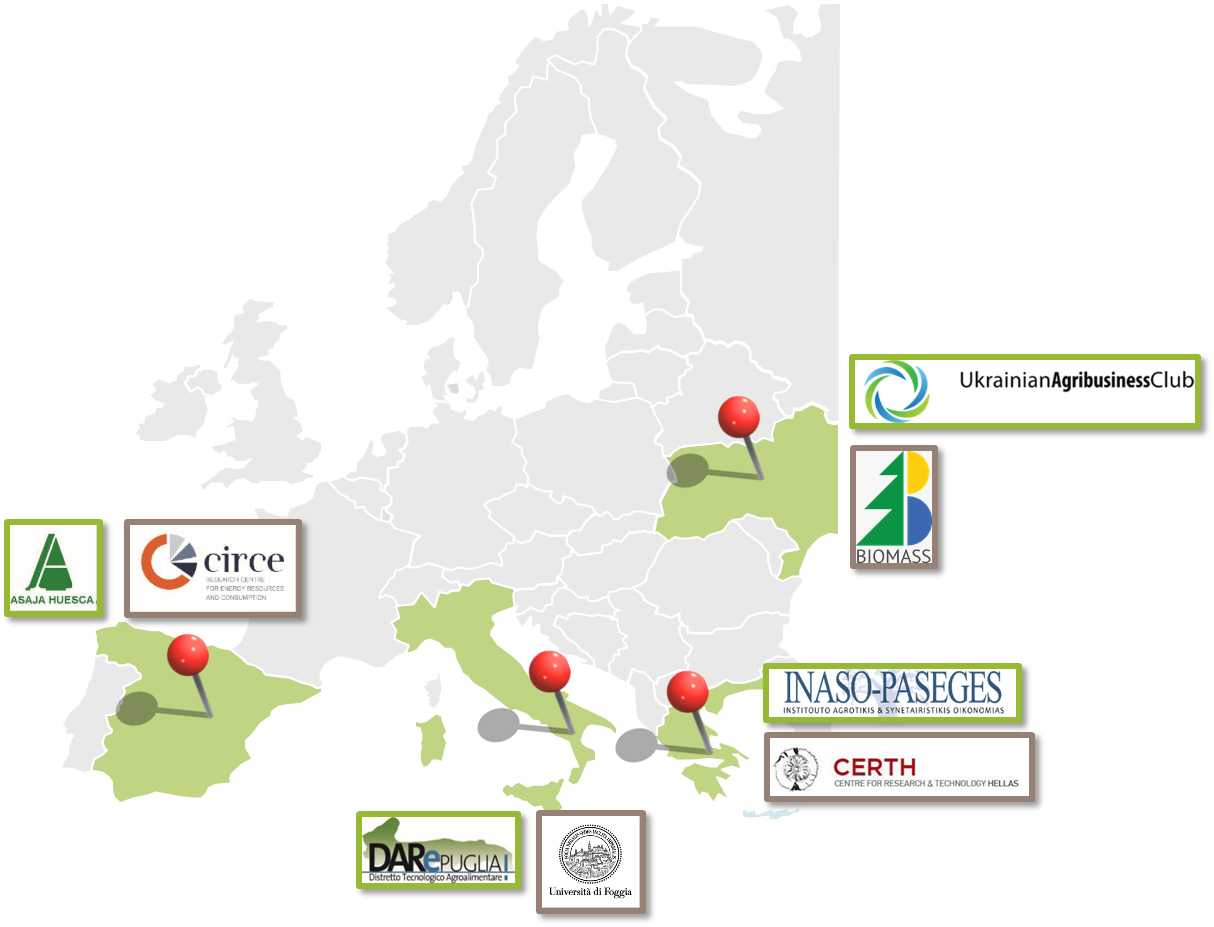 UkrainianAgribusinessClub
BIOMASS
A
ASAJA HUESCA
circe
RESEARCH CENTRE
FOR ENERGY RESOURCES
AND CONSUMPTION
INASO-PASEGES
INSTITOUTO AGROTIKIS & SYNETAIRISTIKIS OIKONOMIAS
CERTH
CENTRE FOR RESEARCH & TECHNOLOGY HELLAS
DARePUGLIA!
Distretto Tecnologico Agroalimentare
Università di Foggia